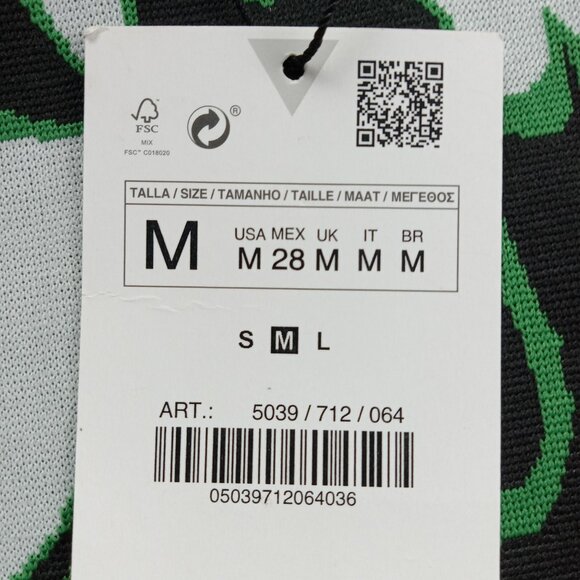 FSC
®
MIX
FSC™ C018020
TALLA / SIZE / TAMANHO / TAILLE / MAAT / ΜΕΓΕΘΟΣ
M
USA MEX UK IT BR
M 28 M M M
S M L
ART.: 5039 / 712 / 064
05039712064036